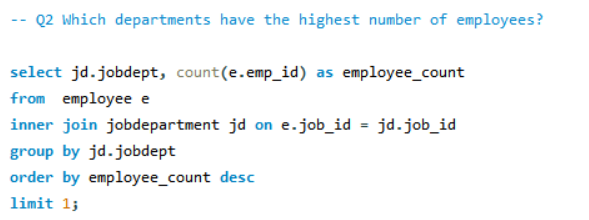 -- Q2 Which departments have the highest number of employees?
select jd.jobdept, count(e.emp_id) as employee_count
from  employee e
inner join jobdepartment jd on e.job_id = jd.job_id
group by jd.jobdept
order by employee_count desc
limit 1;